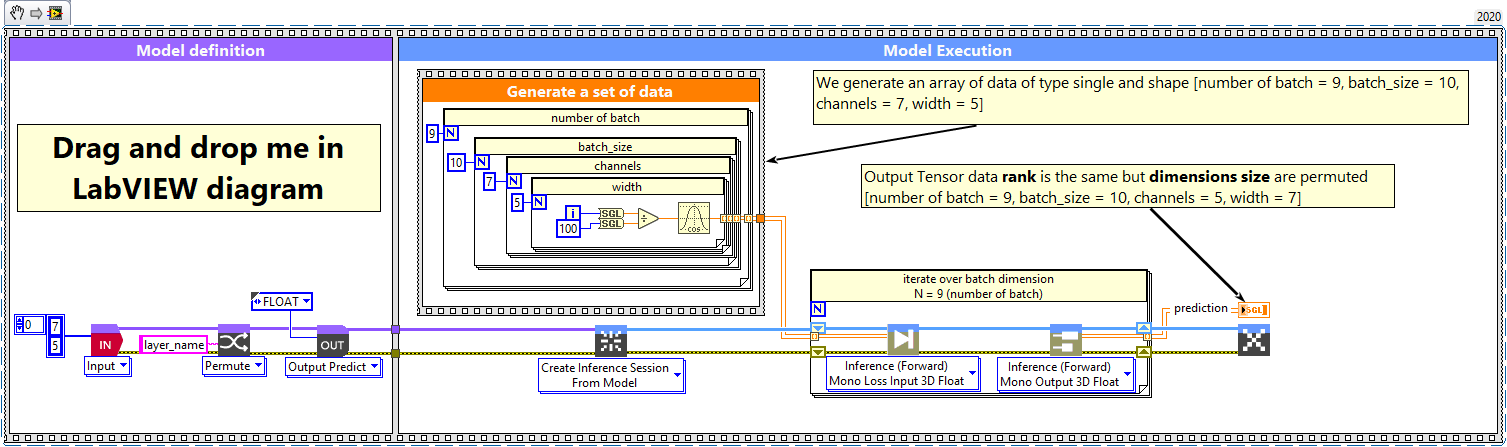 2020
Model definition
Drag and drop me in
LabVIEW diagram
0
7
5
IN
Input
layer_name
Permute
FLOAT
OUT
Output Predict
Model Execution
Generate a set of data
number of batch
9
N
batch_size
10
N
channels
7
N
width
5
N
i
100
SGL
SGL
÷
cos
We generate an array of data of type single and shape [number of batch = 9, batch_size = 10,
channels = 7, width = 5]
Output Tensor data rank is the same but dimensions size are permuted
[number of batch = 9, batch_size = 10, channels = 5, width = 7]
Create Inference Session
From Model
iterate over batch dimension
N = 9 (number of batch)
N
Inference (Forward)
Mono Loss Input 3D Float
Inference (Forward)
Mono Output 3D Float
prediction
SGL